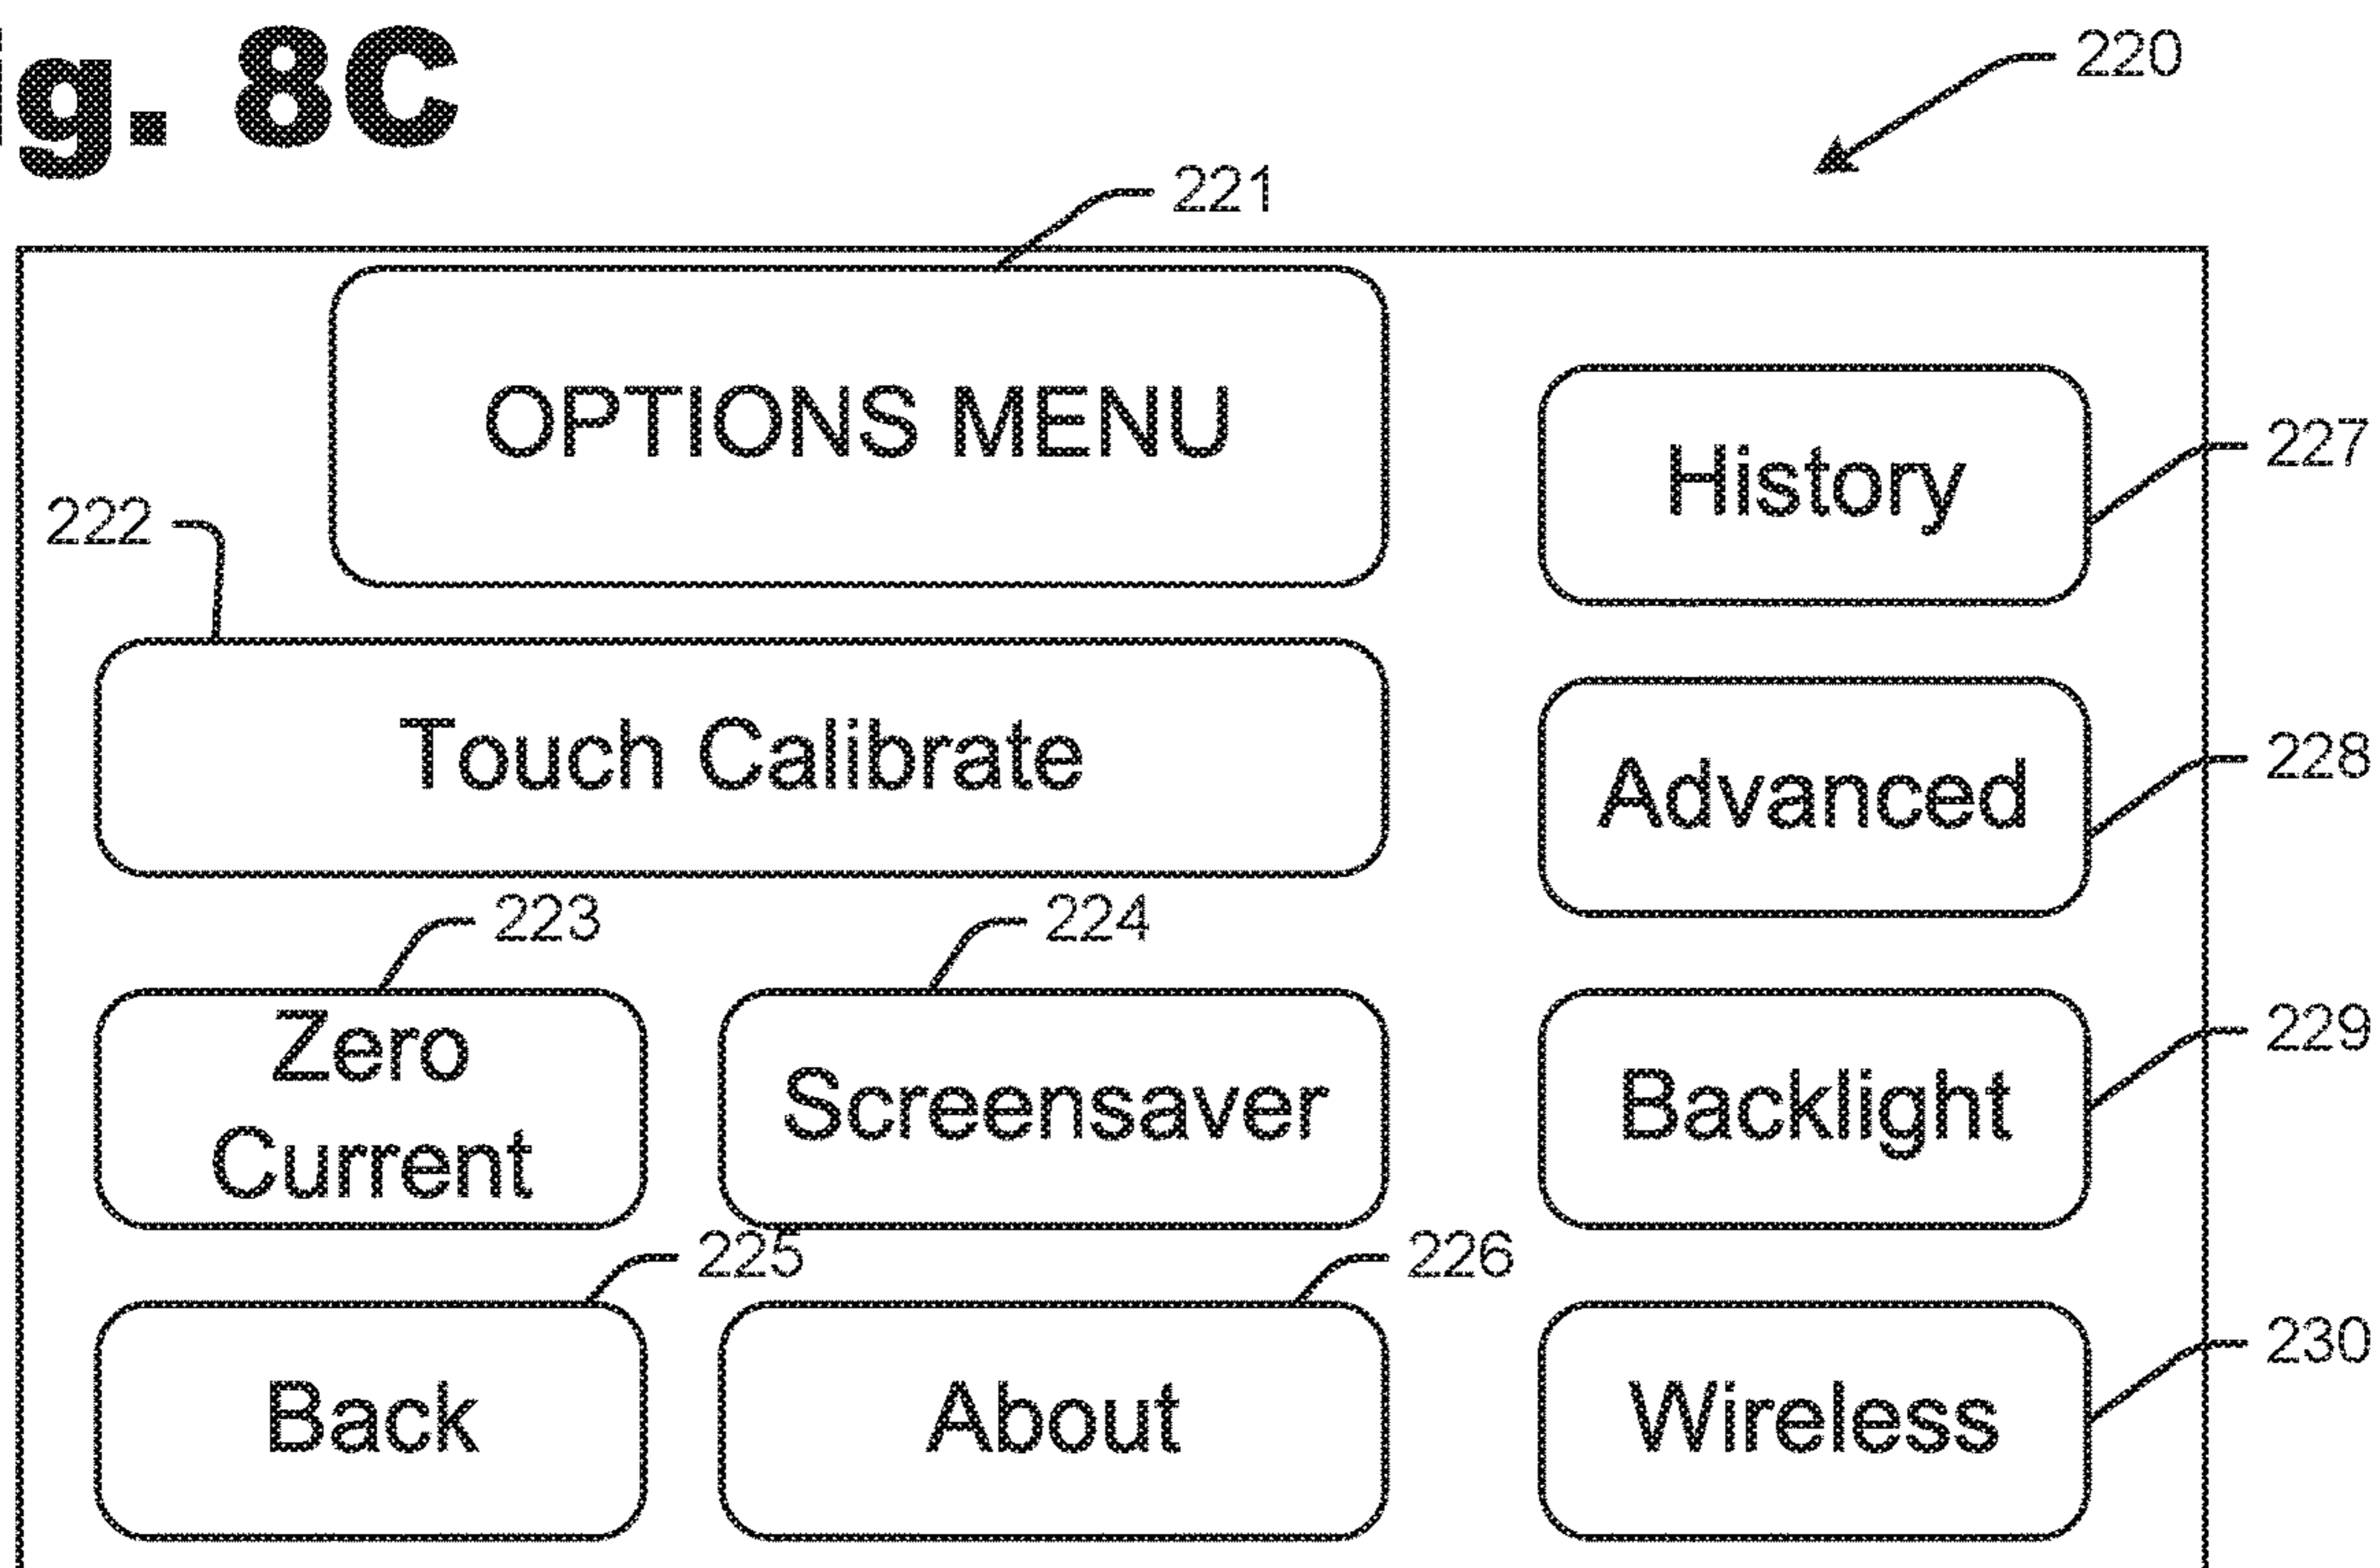 ig. 8C
220
221
OPTIONS MENU
History
227
222
Touch Calibrate
Advanced
228
223
224
Zero
Current
Screensaver
Backlight
229
225
226
Back
About
Wireless
230